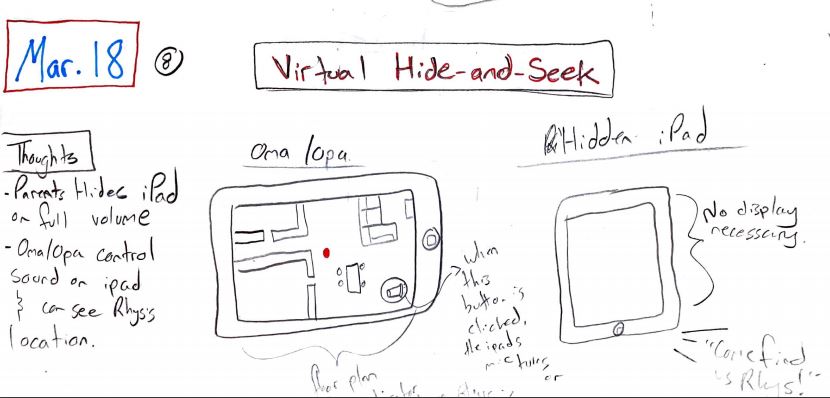 Mar. 18
8
Virtual Hide-and-Seek
Thoughts
- Parents Hides iPad
on full volume
- Oma/Opa control
sound on ipad
& can see Rhys's
location.
Oma/Opa
When
this
button is
clicked,
the ipads
or
floor plan
Hidden iPad
No display
necessary.
"Come find
us Rhys!"